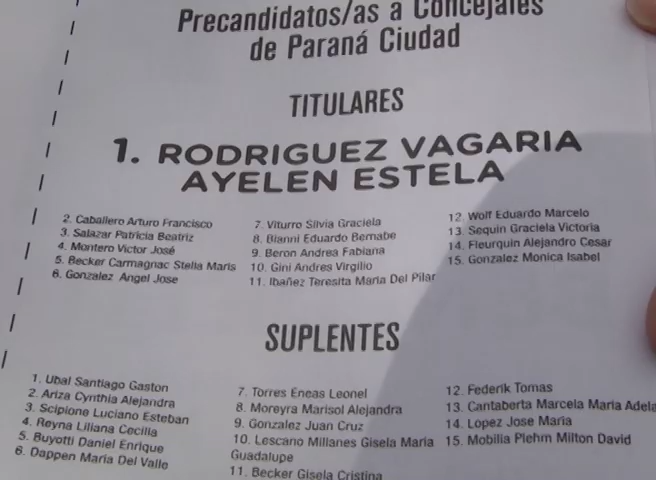 Precandidatos/as a Concejales
de Paraná Ciudad
TITULARES
1. RODRIGUEZ VAGARIA
AYELEN ESTELA
2. Caballero Arturo Francisco
3. Salazar Patricia Beatriz
4. Montero Victor José
5. Becker Carmagnac Stella Maris
6. Gonzalez Angel Jose
7. Viturro Silvia Graciela
8. Bianni Eduardo Bernabe
9. Beron Andrea Fabiana
10. Gini Andres Virgilio
11. Ibañez Teresita Maria Del Pilar
12. Wolf Eduardo Marcelo
13. Sequin Graciela Victoria
14. Fleurquin Alejandro Cesar
15. Gonzalez Monica Isabel
SUPLENTES
1. Ubal Santiago Gaston
2. Ariza Cynthia Alejandra
3. Scipione Luciano Esteban
4. Reyna Liliana Cecilia
5. Buyotti Daniel Enrique
6. Dappen Maria Del Valle
7. Torres Eneas Leonel
8. Moreyra Marisol Alejandra
9. Gonzalez Juan Cruz
10. Lescano Millanes Gisela Maria
Guadalupe
11. Becker Gisela Cristina
12. Federik Tomas
13. Cantaberta Marcela Maria Adela
14. Lopez Jose Maria
15. Mobilia Plehm Milton David